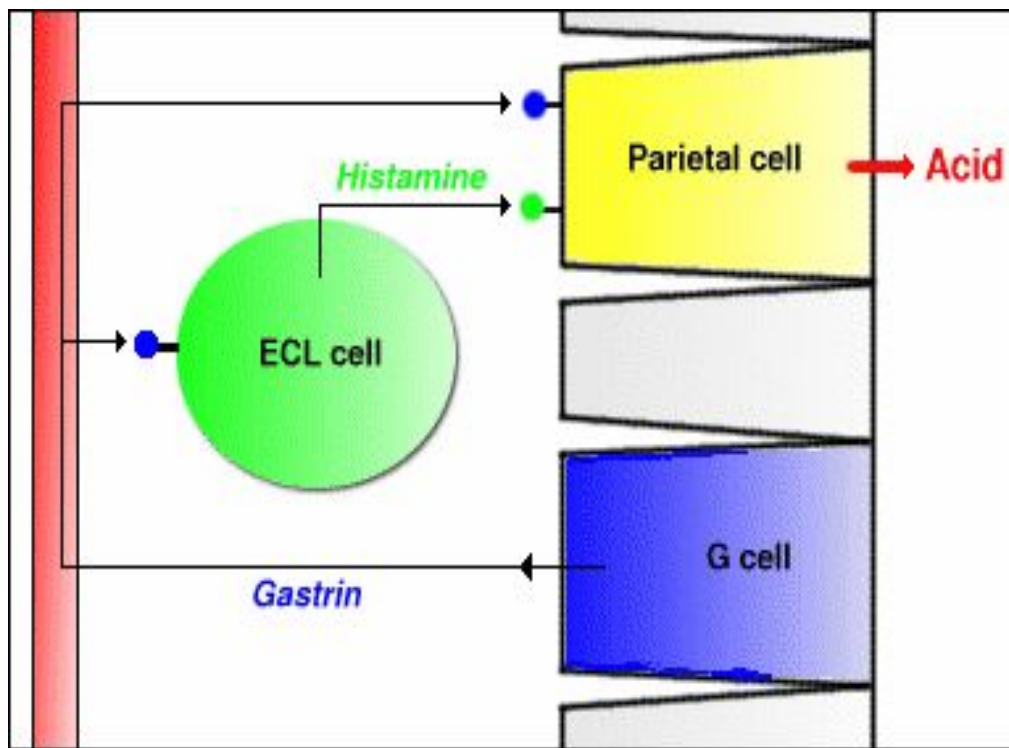 Parietal cell
Acid
Histamine
ECL cell
G cell
Gastrin